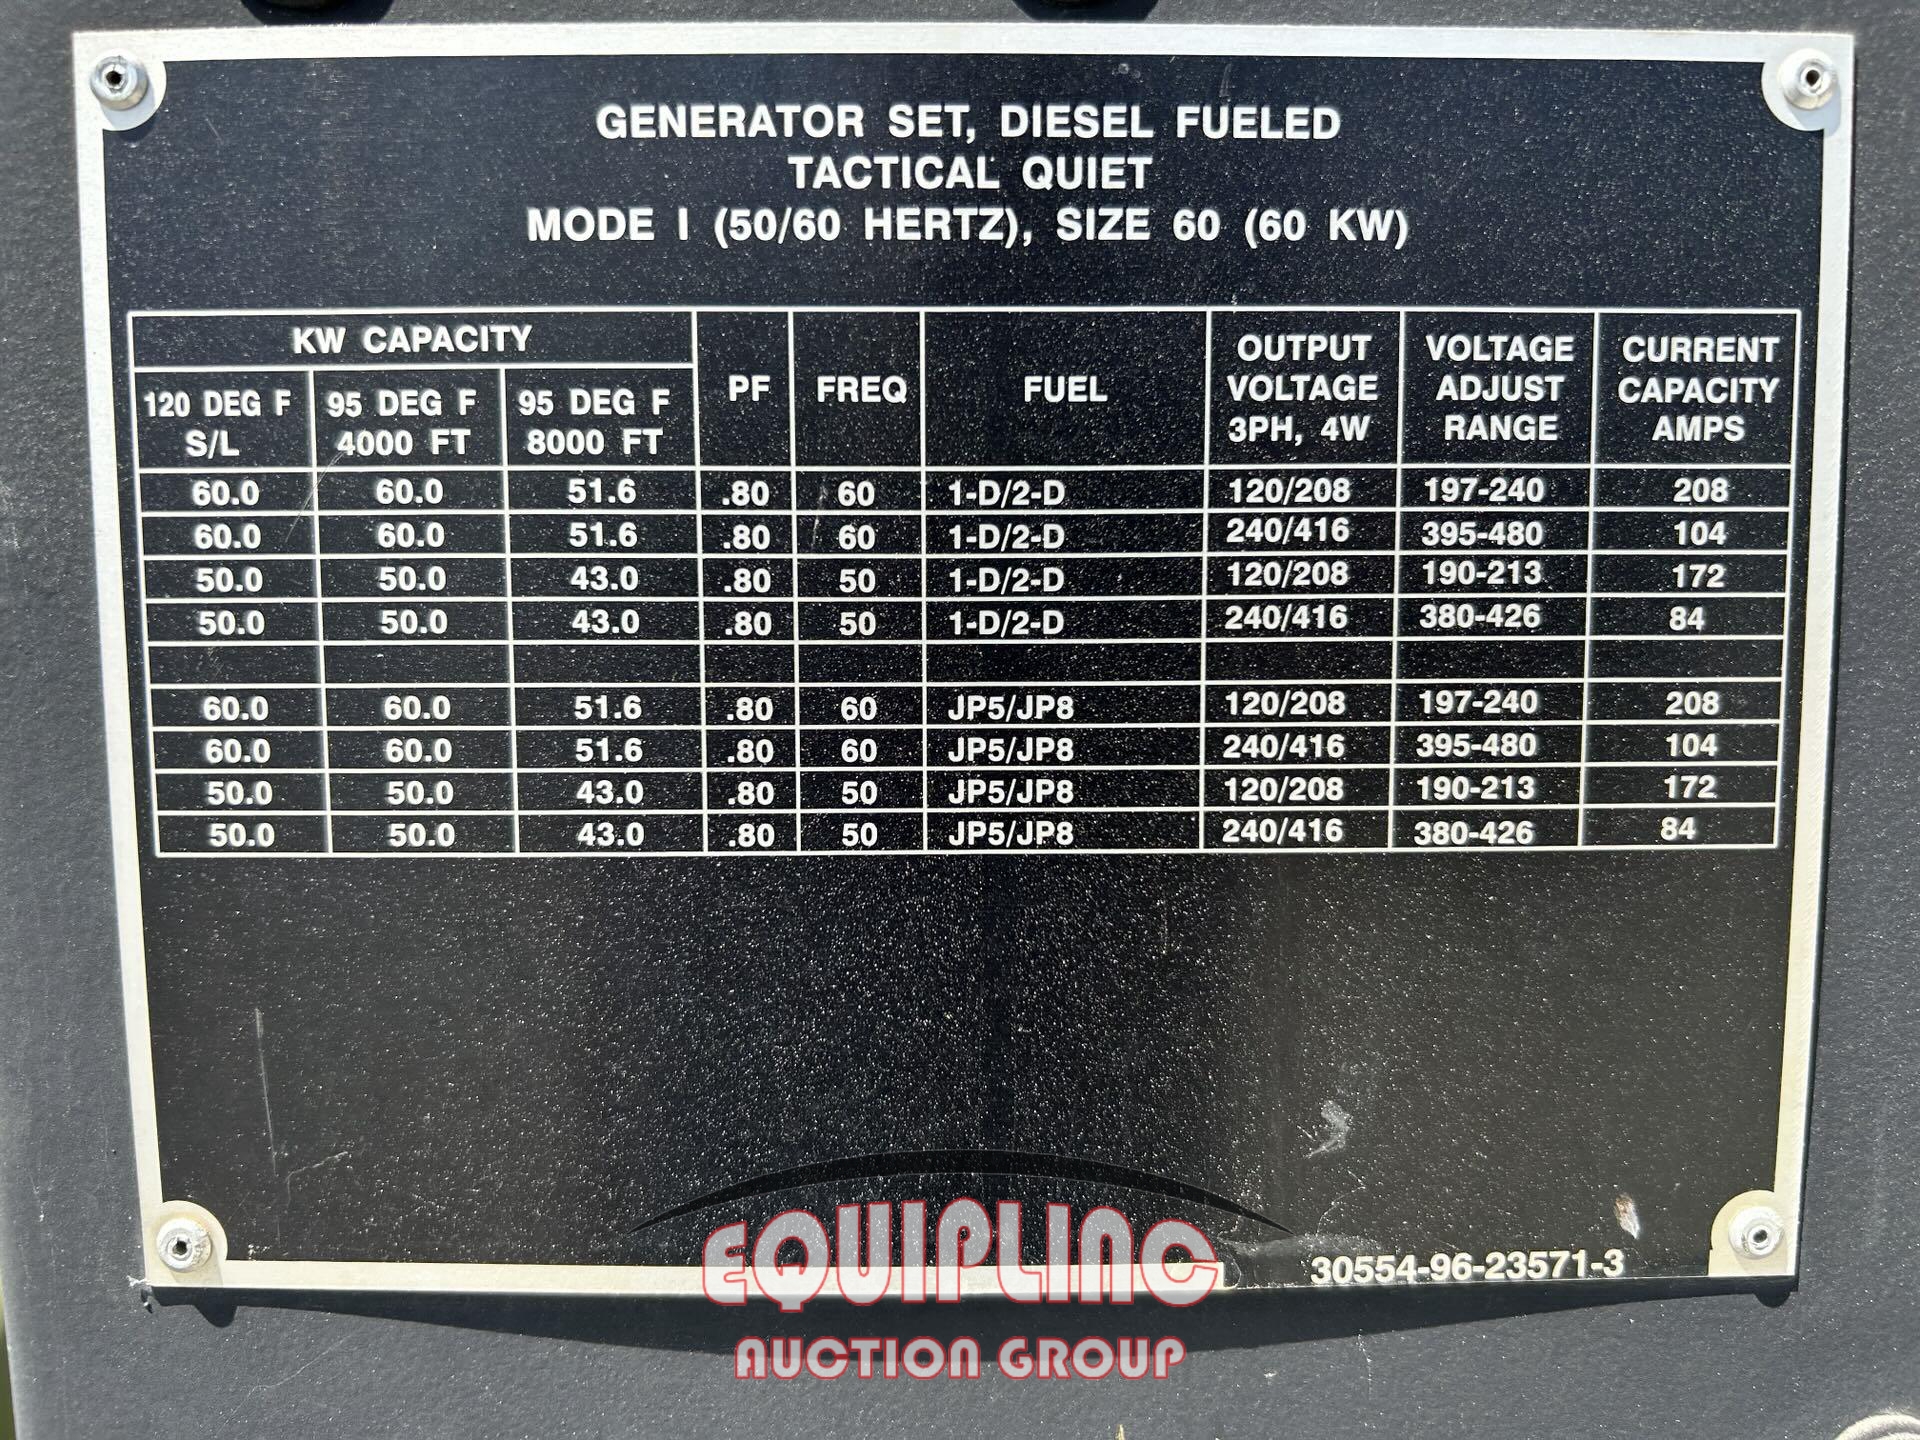 GENERATOR SET, DIESEL FUELED
TACTICAL QUIET
MODE I (50/60 HERTZ), SIZE 60 (60 KW)
KW CAPACITY PF FREQ FUEL OUTPUT VOLTAGE 3PH, 4W VOLTAGE ADJUST RANGE CURRENT CAPACITY AMPS
120 DEG F S/L 95 DEG F 4000 FT 95 DEG F 8000 FT
60.0 60.0 51.6 .80 60 1-D/2-D 120/208 197-240 208
60.0 60.0 51.6 .80 60 1-D/2-D 240/416 395-480 104
50.0 50.0 43.0 .80 50 1-D/2-D 120/208 190-213 172
50.0 50.0 43.0 .80 50 1-D/2-D 240/416 380-426 84
60.0 60.0 51.6 .80 60 JP5/JP8 120/208 197-240 208
60.0 60.0 51.6 .80 60 JP5/JP8 240/416 395-480 104
50.0 50.0 43.0 .80 50 JP5/JP8 120/208 190-213 172
50.0 50.0 43.0 .80 50 JP5/JP8 240/416 380-426 84
30554-96-23571-3
EQUIPLINC
AUCTION GROUP